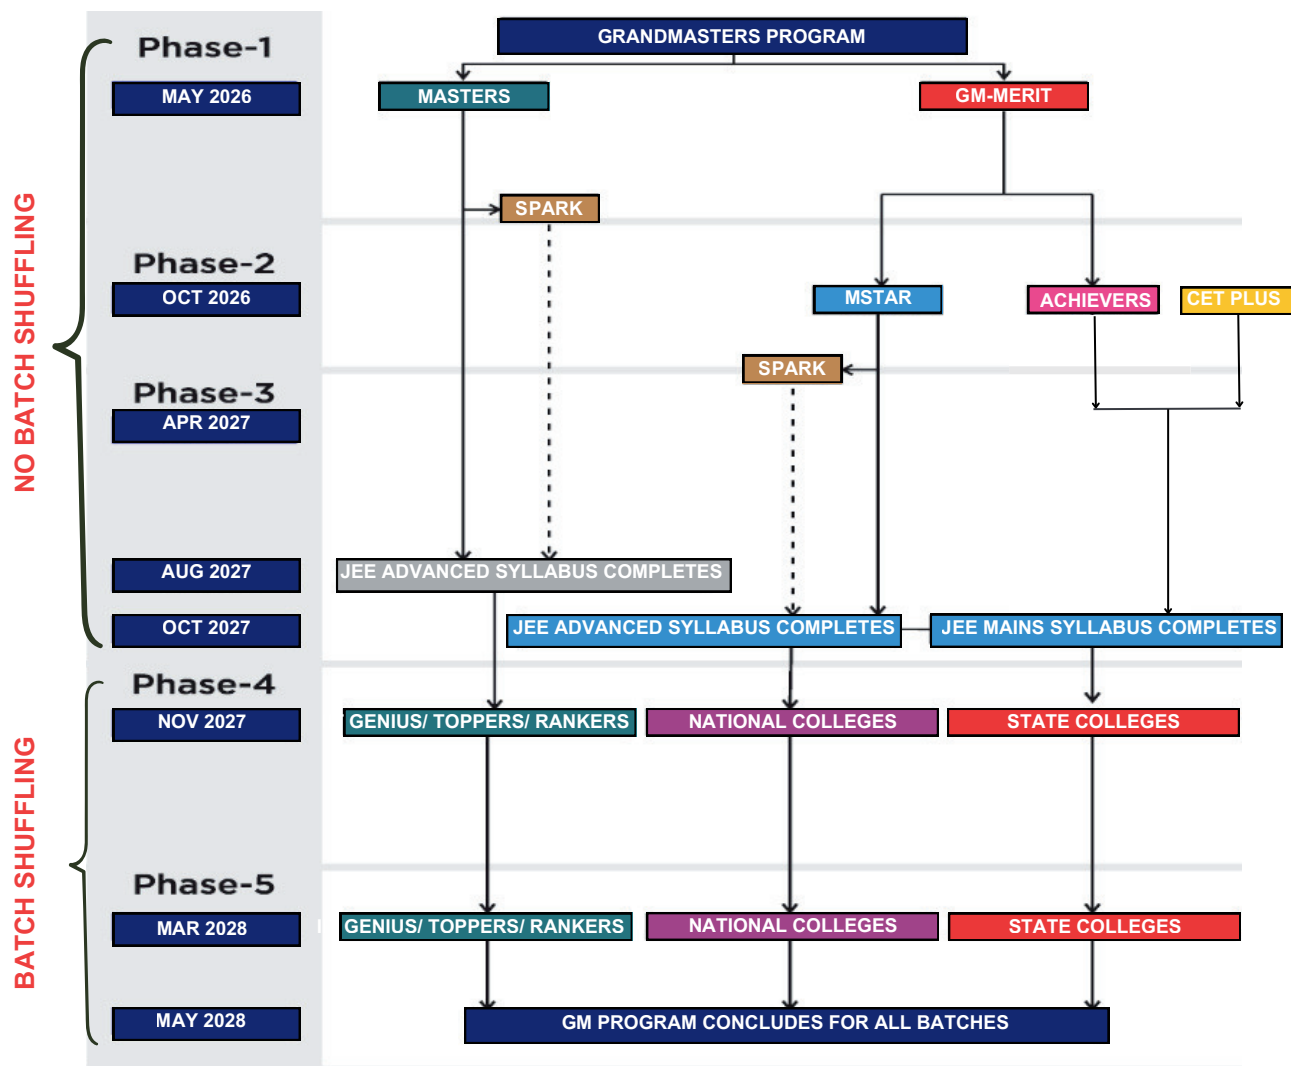 GRANDMASTERS PROGRAM
Phase-1
MAY 2026
MASTERS
GM-MERIT
SPARK
NO BATCH SHUFFLING
Phase-2
OCT 2026
MSTAR
ACHIEVERS
CET PLUS
SPARK
Phase-3
APR 2027
AUG 2027
JEE ADVANCED SYLLABUS COMPLETES
OCT 2027
JEE ADVANCED SYLLABUS COMPLETES
JEE MAINS SYLLABUS COMPLETES
Phase-4
NOV 2027
GENIUS/ TOPPERS/ RANKERS
NATIONAL COLLEGES
STATE COLLEGES
BATCH SHUFFLING
Phase-5
MAR 2028
GENIUS/ TOPPERS/ RANKERS
NATIONAL COLLEGES
STATE COLLEGES
MAY 2028
GM PROGRAM CONCLUDES FOR ALL BATCHES